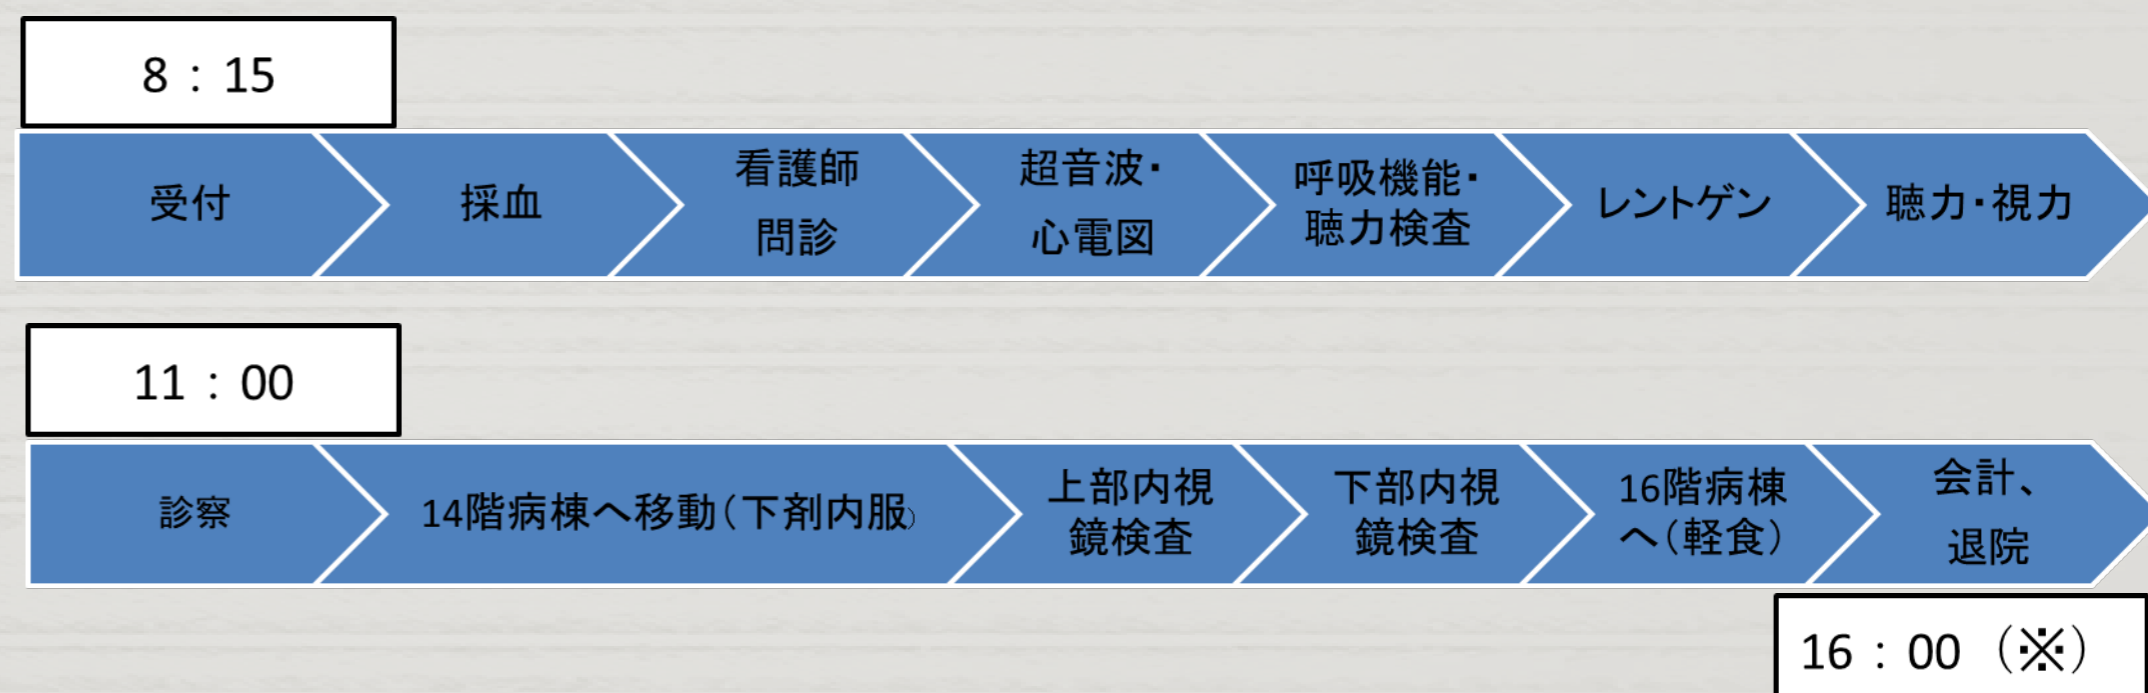 8：15
受付
採血
看護師
問診
超音波・
心電図
呼吸機能・
聴力検査
レントゲン
聴力・視力
11：00
診察
14階病棟へ移動（下剤内服）
上部内視
鏡検査
下部内視
鏡検査
16階病棟
へ（軽食）
会計、
退院
16：00（※）